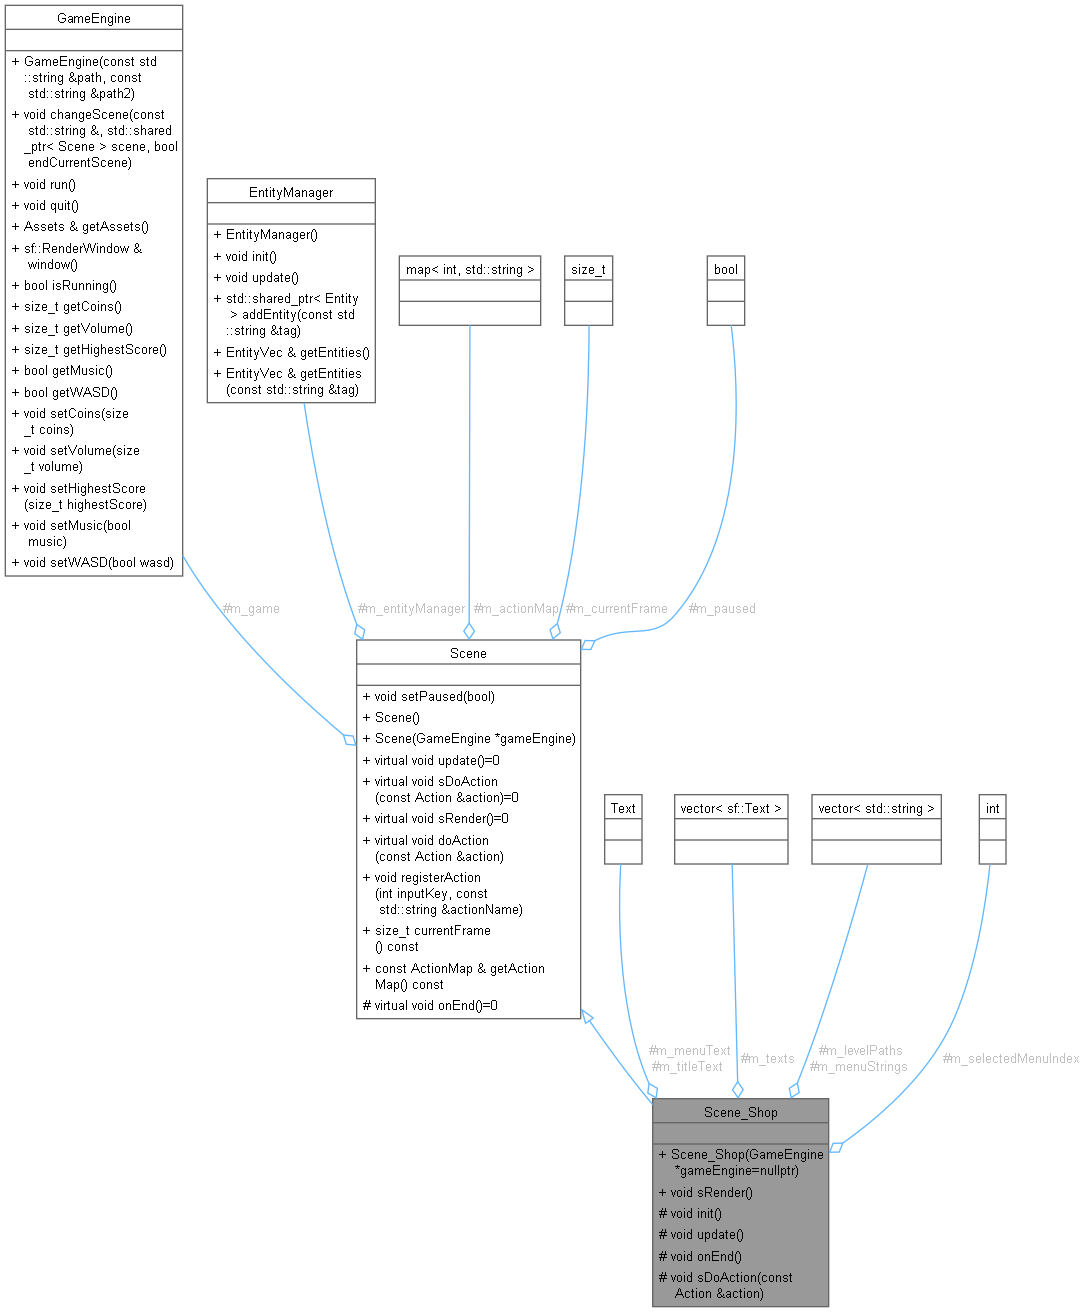 GameEngine
+ GameEngine(const std
::string &path, const
std::string &path2)
+ void changeScene(const
std::string &, std::shared
_ptr< Scene > scene, bool
endCurrentScene)
+ void run()
+ void quit()
+ Assets & getAssets()
+ sf::RenderWindow &
window()
+ bool isRunning()
+ size_t getCoins()
+ size_t getVolume()
+ size_t getHighestScore()
+ bool getMusic()
+ bool getWASD()
+ void setCoins(size
_t coins)
+ void setVolume(size
_t volume)
+ void setHighestScore
(size_t highestScore)
+ void setMusic(bool
music)
+ void setWASD(bool wasd)
EntityManager
+ EntityManager()
+ void init()
+ void update()
+ std::shared_ptr< Entity
> addEntity(const std
::string &tag)
+ EntityVec & getEntities()
+ EntityVec & getEntities
(const std::string &tag)
map< int, std::string >
size_t
bool
#m_game
#m_entityManager
#m_actionMap
#m_currentFrame
#m_paused
Scene
+ void setPaused(bool)
+ Scene()
+ Scene(GameEngine *gameEngine)
+ virtual void update()=0
+ virtual void sDoAction
(const Action &action)=0
+ virtual void sRender()=0
+ virtual void doAction
(const Action &action)
+ void registerAction
(int inputKey, const
std::string &actionName)
+ size_t currentFrame
() const
+ const ActionMap & getAction
Map() const
# virtual void onEnd()=0
Text
vector< sf::Text >
vector< std::string >
int
#m_menuText
#m_titleText
#m_texts
#m_levelPaths
#m_menuStrings
#m_selectedMenuIndex
Scene_Shop
+ Scene_Shop(GameEngine
*gameEngine=nullptr)
+ void sRender()
# void init()
# void update()
# void onEnd()
# void sDoAction(const
Action &action)